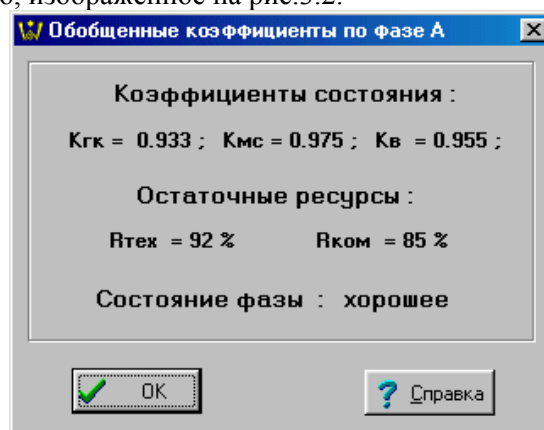 о, изображенное на рис.3.2.
Обобщенные коэффициенты по фазе А
Коэффициенты состояния :
Кгк = 0.933 ; Кмс = 0.975 ; Кв = 0.955 ;
Остаточные ресурсы :
Rтех = 92 % Rком = 85 %
Состояние фазы : хорошее
OK
Справка